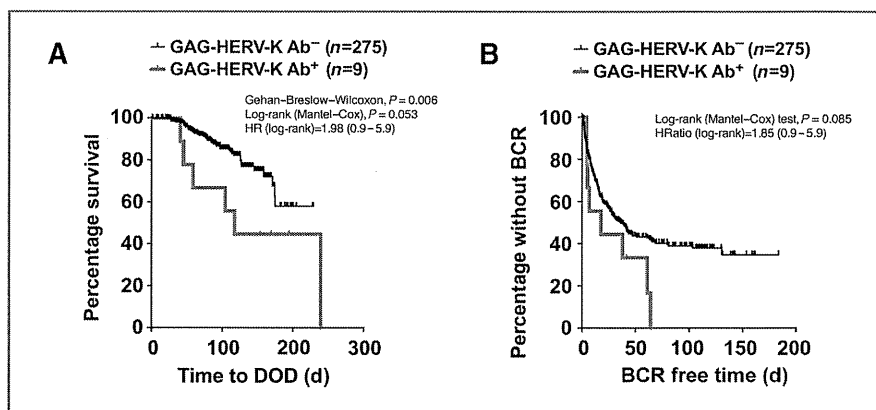 A
GAG-HERV-K Ab⁻ (n=275)
GAG-HERV-K Ab⁺ (n=9)
Gehan–Breslow–Wilcoxon, P = 0.006
Log-rank (Mantel–Cox), P = 0.053
HR (log-rank)=1.98 (0.9–5.9)
Percentage survival
100
80
60
40
20
0
0 100 200 300
Time to DOD (d)
B
GAG-HERV-K Ab⁻ (n=275)
GAG-HERV-K Ab⁺ (n=9)
Log-rank (Mantel–Cox) test, P = 0.085
HRatio (log-rank)=1.85 (0.9–5.9)
Percentage without BCR
100
80
60
40
20
0
0 50 100 150 200
BCR free time (d)